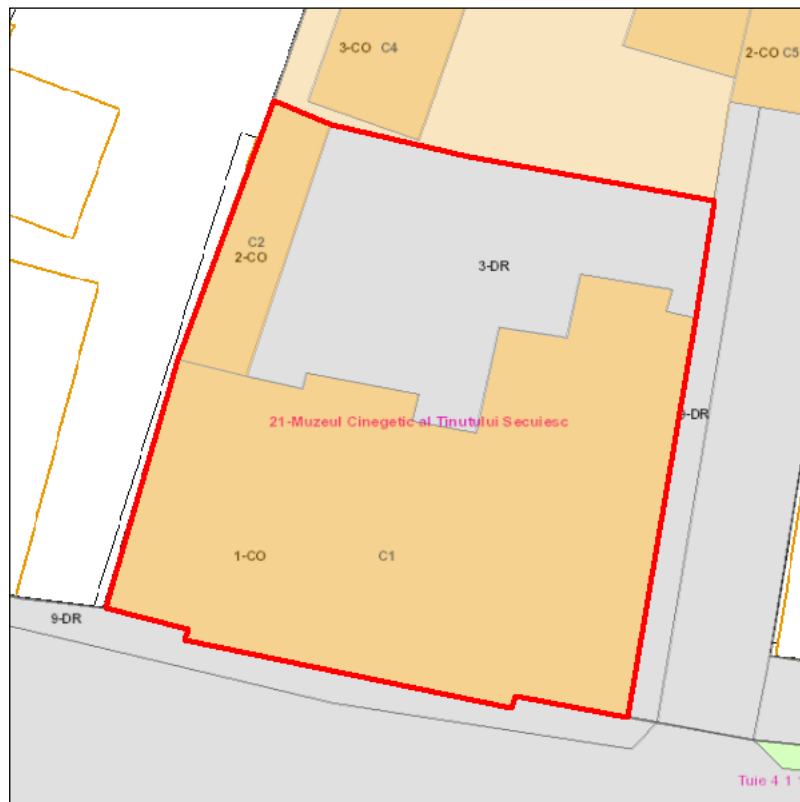 3-CO C4
2-CO C5
C2
2-CO
3-DR
21-Muzeul Cinegetic al Tinutului Secuiesc
-DR
1-CO C1
9-DR
Tuie 4 1